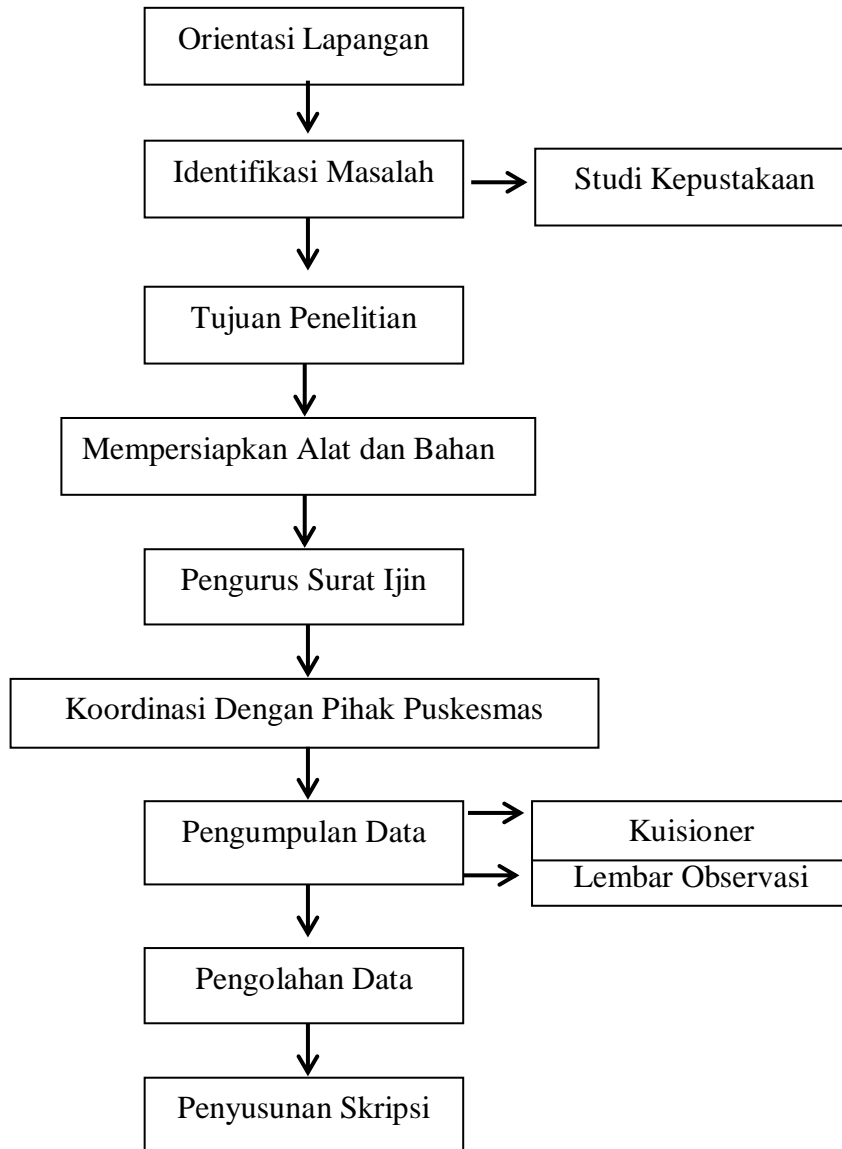 Orientasi Lapangan
Identifikasi Masalah
Studi Kepustakaan
Tujuan Penelitian
Mempersiapkan Alat dan Bahan
Pengurus Surat Ijin
Koordinasi Dengan Pihak Puskesmas
Pengumpulan Data
Kuisioner
Lembar Observasi
Pengolahan Data
Penyusunan Skripsi